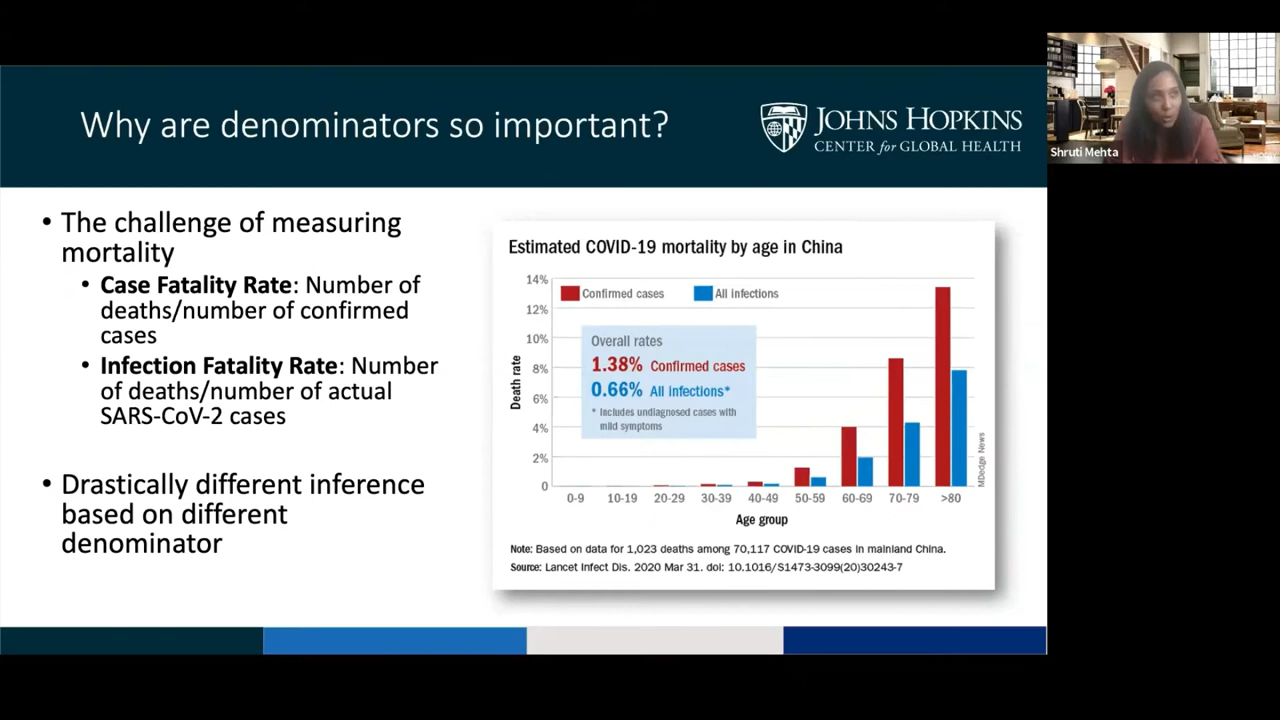 Why are denominators so important?
JOHNS HOPKINS
CENTER for GLOBAL HEALTH
Shruti Mehta
• The challenge of measuring
mortality
• Case Fatality Rate: Number of
deaths/number of confirmed
cases
• Infection Fatality Rate: Number
of deaths/number of actual
SARS-CoV-2 cases
• Drastically different inference
based on different
denominator
Estimated COVID-19 mortality by age in China
14%
12%
10%
8%
6%
4%
2%
0
Death rate
Confirmed cases
All infections
Overall rates
1.38% Confirmed cases
0.66% All infections*
* Includes undiagnosed cases with
mild symptoms
0-9 10-19 20-29 30-39 40-49 50-59 60-69 70-79 >80
Age group
MDedge News
Note: Based on data for 1,023 deaths among 70,117 COVID-19 cases in mainland China.
Source: Lancet Infect Dis. 2020 Mar 31. doi: 10.1016/S1473-3099(20)30243-7